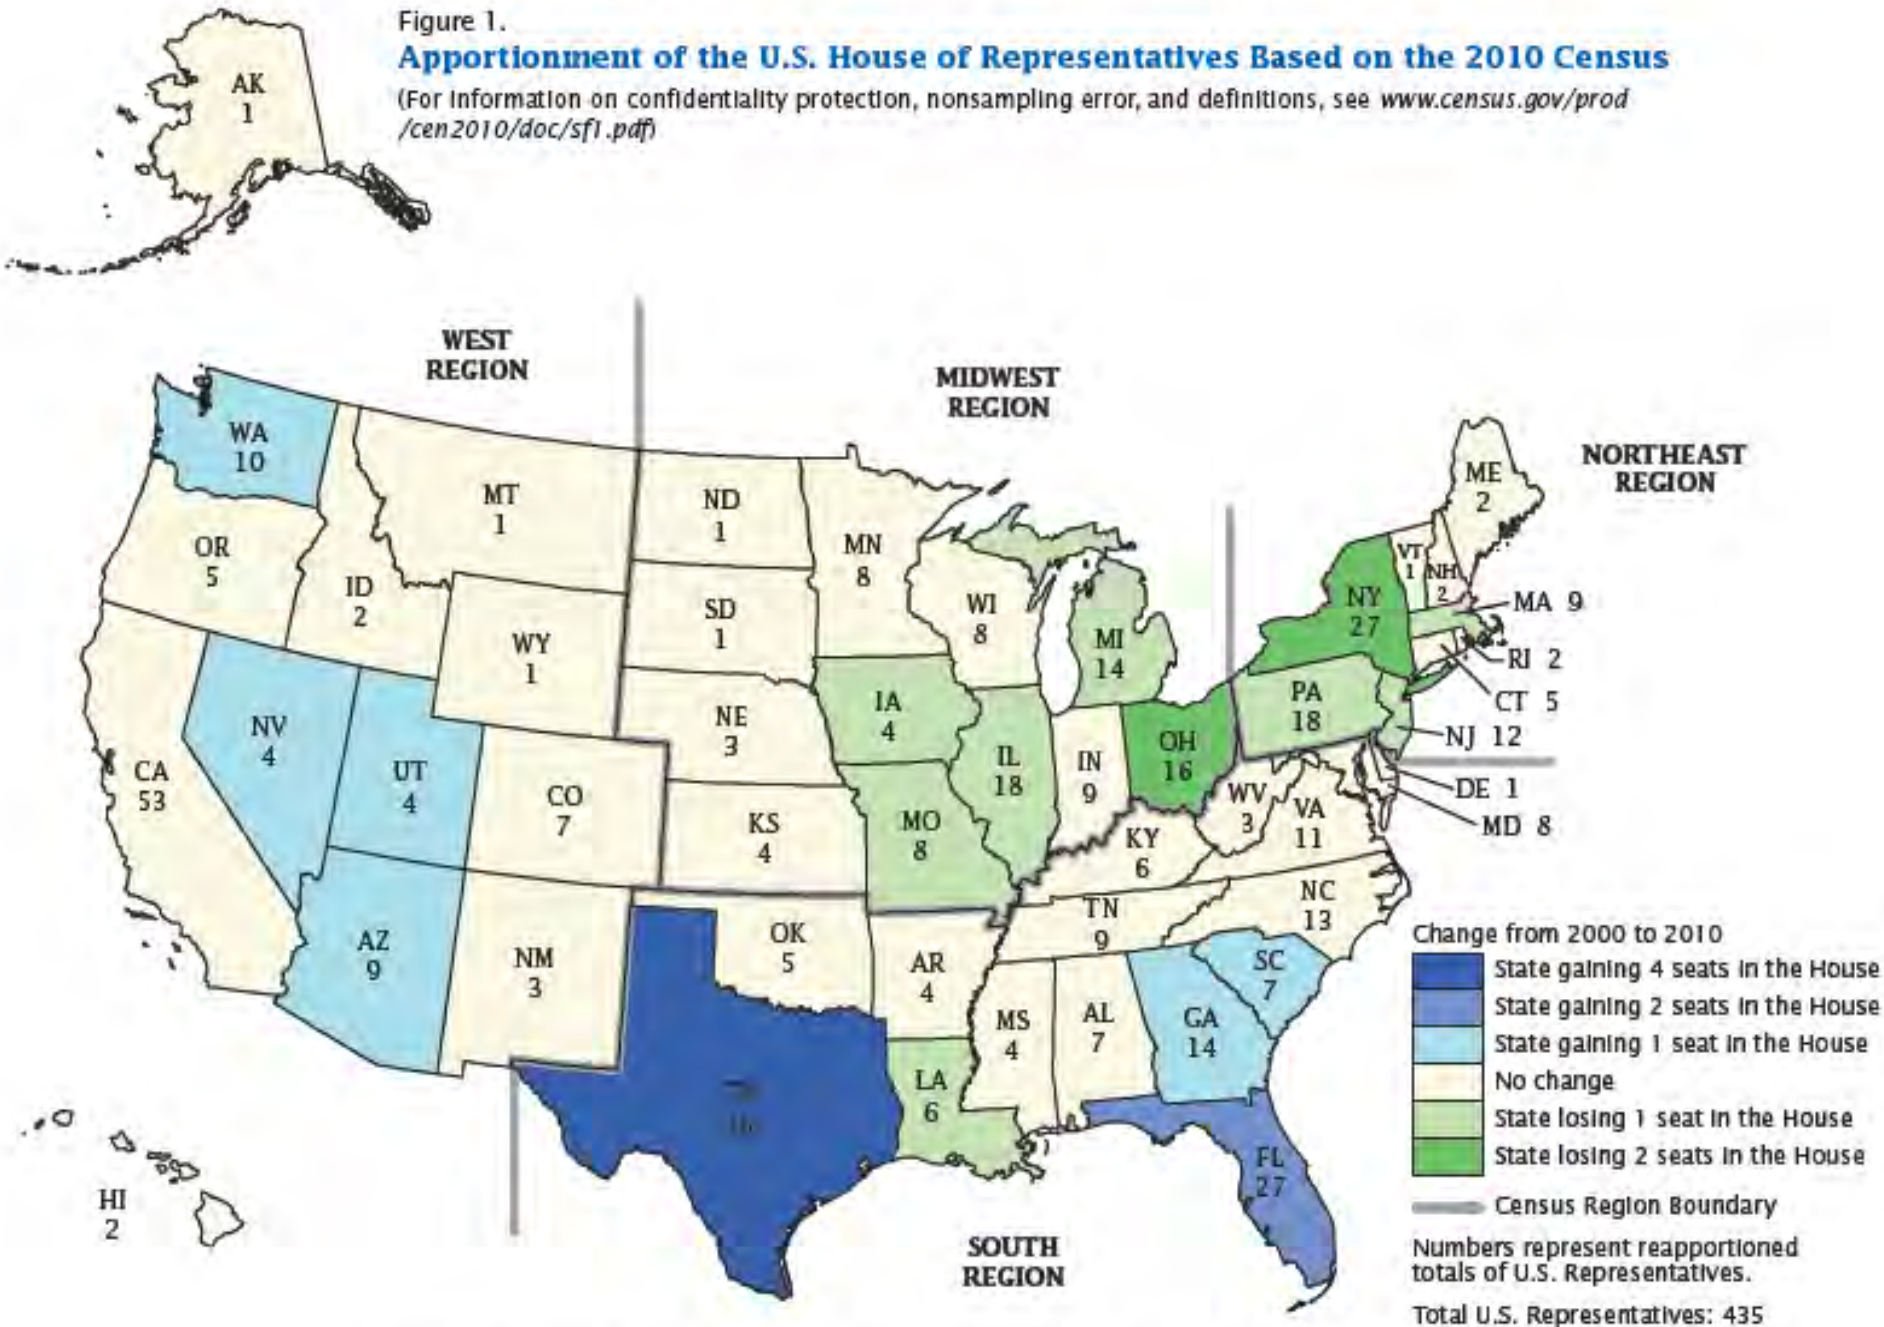 Figure 1.
Apportionment of the U.S. House of Representatives Based on the 2010 Census
(For information on confidentiality protection, nonsampling error, and definitions, see www.census.gov/prod
/cen2010/doc/sf1.pdf)
AK
1
WEST
REGION
MIDWEST
REGION
NORTHEAST
REGION
WA
10
OR
5
ID
2
MT
1
WY
1
CA
53
NV
4
UT
4
CO
7
AZ
9
NM
3
HI
2
ND
1
SD
1
NE
3
KS
4
MN
8
IA
4
MO
8
WI
8
IL
18
MI
14
IN
9
OH
16
ME
2
VT
1
NH
2
NY
27
MA 9
RI 2
CT 5
PA
18
NJ 12
DE 1
MD 8
WV
3
VA
11
KY
6
TN
9
NC
13
SC
7
GA
14
AL
7
MS
4
AR
4
LA
6
OK
5
FL
27
SOUTH
REGION
Change from 2000 to 2010
State gaining 4 seats in the House
State gaining 2 seats in the House
State gaining 1 seat in the House
No change
State losing 1 seat in the House
State losing 2 seats in the House
Census Region Boundary
Numbers represent reapportioned
totals of U.S. Representatives.
Total U.S. Representatives: 435